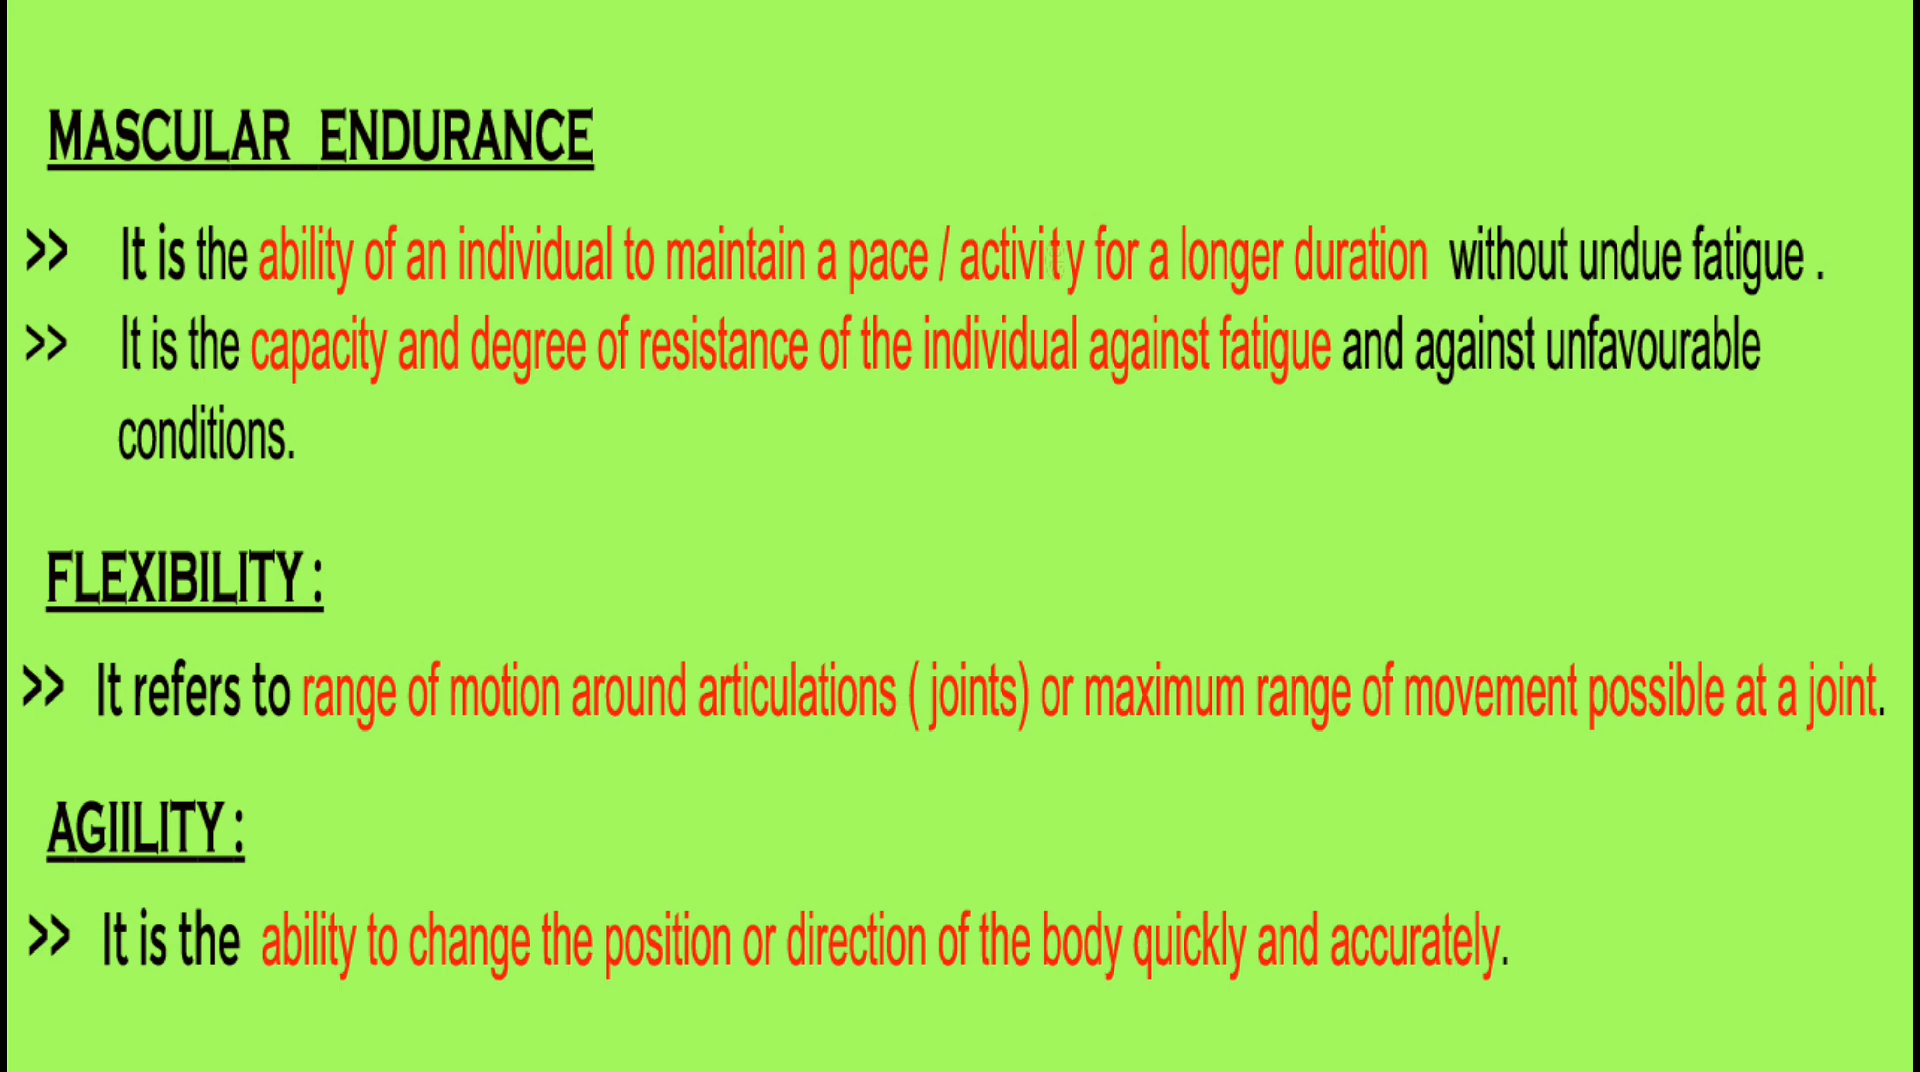 MASCULAR ENDURANCE
>> It is the ability of an individual to maintain a pace / activity for a longer duration without undue fatigue .
>> It is the capacity and degree of resistance of the individual against fatigue and against unfavourable
conditions.
FLEXIBILITY :
>> It refers to range of motion around articulations ( joints) or maximum range of movement possible at a joint.
AGIILITY :
>> It is the ability to change the position or direction of the body quickly and accurately.